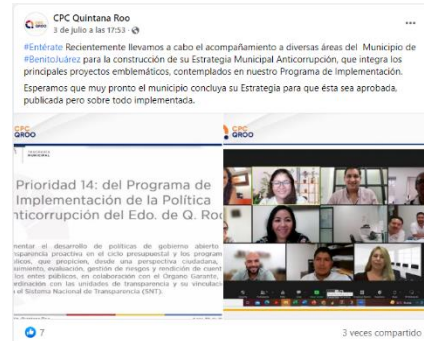 CPC Quintana Roo
3 de julio a las 17:53
#Entérate Recientemente llevamos a cabo el acompañamiento a diversas áreas del Municipio de
#BenitoJuárez para la construcción de su Estrategia Municipal Anticorrupción, que integra los
principales proyectos emblemáticos, contemplados en nuestro Programa de Implementación.
Esperamos que muy pronto el municipio concluya su Estrategia para que ésta sea aprobada,
publicada pero sobre todo implementada.
CPC
QROO
CPC
QROO
Prioridad 14: del Programa de
Implementación de la Política
nticorrupción del Edo. de Q. Roo
mentar el desarrollo de políticas de gobierno abierto
sparencia proactiva en el ciclo presupuestal y los program
licos, que propicien, desde una perspectiva ciudadana,
uimiento, evaluación, gestión de riesgos y rendición de cuent
los entes públicos, en colaboración con el Órgano Garante,
ordinación con las unidades de transparencia y su vinculaci
el Sistema Nacional de Transparencia (SNT).
7
3 veces compartido